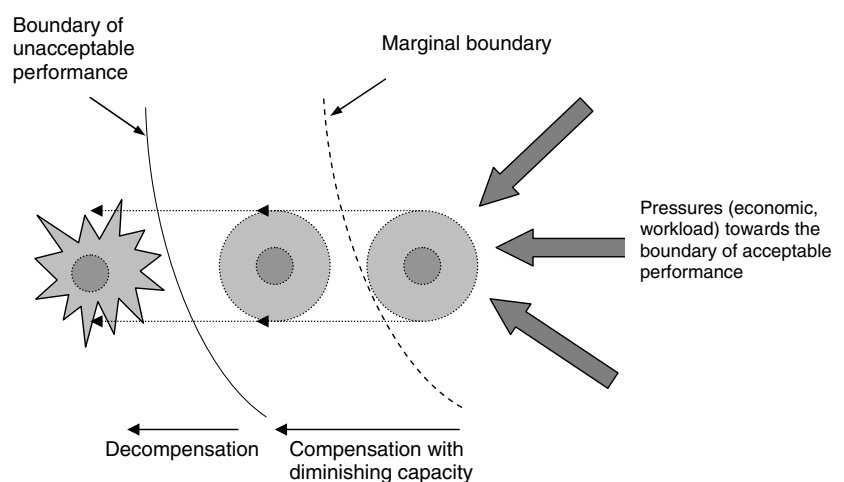 Boundary of
unacceptable
performance
Marginal boundary
Pressures (economic,
workload) towards the
boundary of acceptable
performance
Decompensation
Compensation with
diminishing capacity